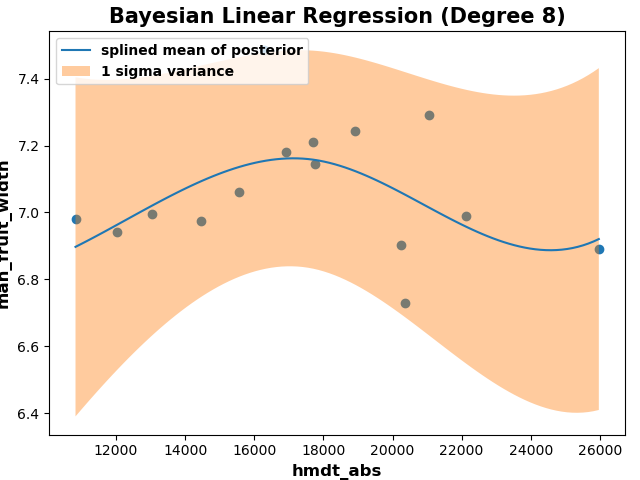 Bayesian Linear Regression (Degree 8)
splined mean of posterior
1 sigma variance
7.4
7.2
7.0
6.8
6.6
6.4
man_fruit_width
12000 14000 16000 18000 20000 22000 24000 26000
hmdt_abs